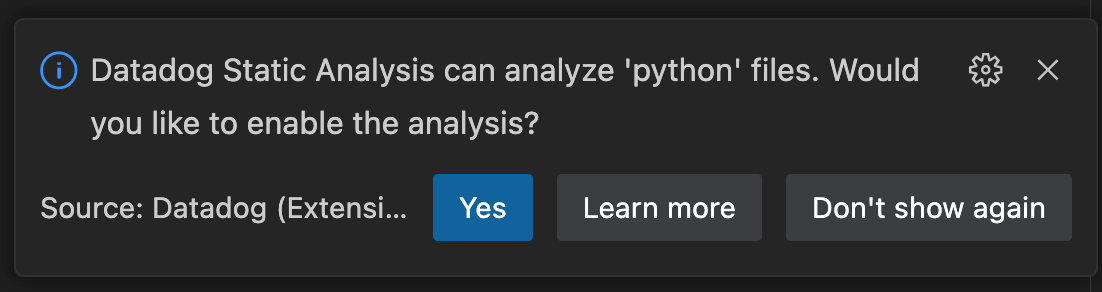 Datadog Static Analysis can analyze 'python' files. Would
you like to enable the analysis?
Source: Datadog (Extensi... Yes Learn more Don't show again